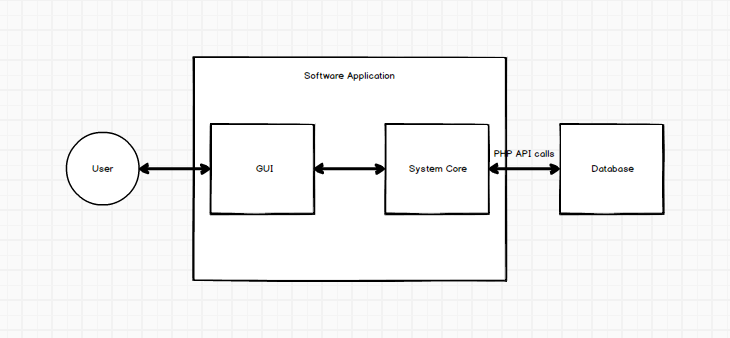 Software Application
User
GUI
System Core
PHP API calls
Database